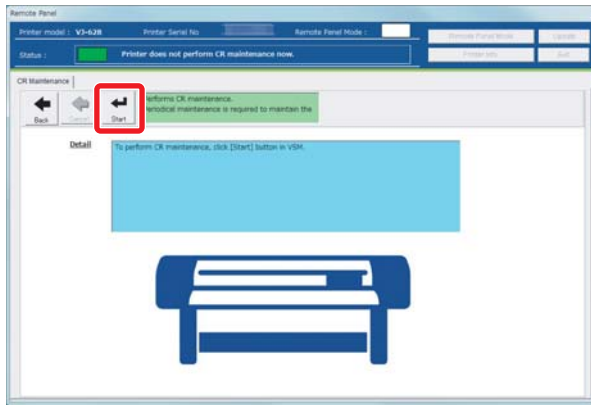 Remote Panel
Printer model : VJ-628 Printer Serial No Remote Panel Mode :
Remote Panel Mode Update
Status : Printer does not perform CR maintenance now.
Printer Info. Exit
CR Maintenance
Performs CR maintenance.
Periodical maintenance is required to maintain the
Back Cancel Start
Detail To perform CR maintenance, click [Start] button in VSM.